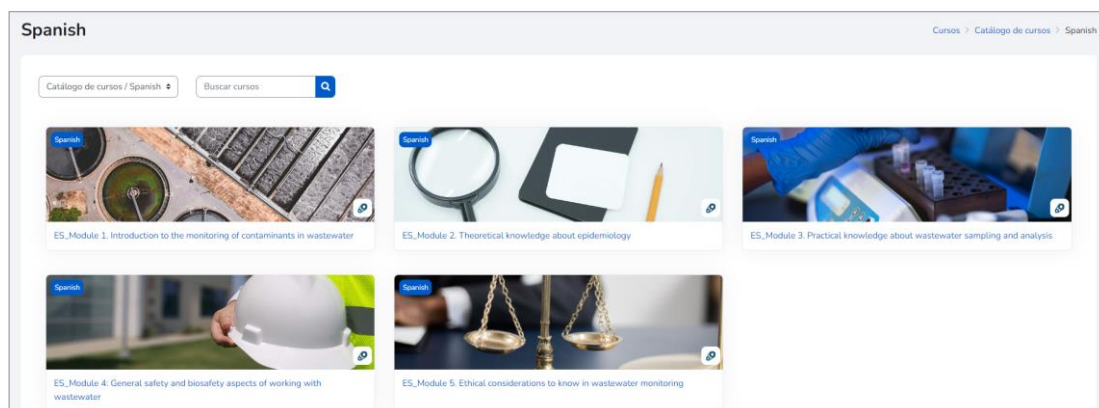 Spanish
Cursos > Catálogo de cursos > Spanish
Catálogo de cursos / Spanish
Buscar cursos
Spanish
ES_Module 1. Introduction to the monitoring of contaminants in wastewater
Spanish
ES_Module 2. Theoretical knowledge about epidemiology
Spanish
ES_Module 3. Practical knowledge about wastewater sampling and analysis
Spanish
ES_Module 4: General safety and biosafety aspects of working with
wastewater
Spanish
ES_Module 5. Ethical considerations to know in wastewater monitoring